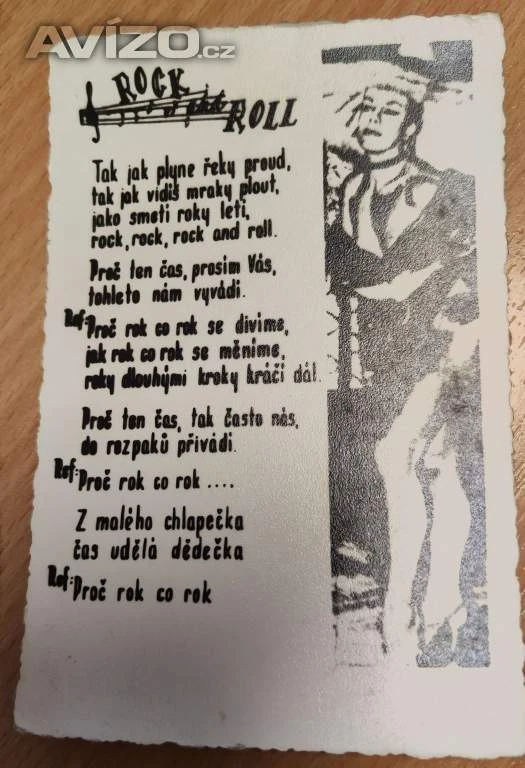 AVÍZO.cz
ROCK
ROLL
Tak jak plyne řeky proud,
tak jak vidíš mraky plout,
jako smetí roky letí,
rock, rock, rock and roll.
Proč ten čas, prosím Vás,
tohleto nám vyvádí.
Ref: Proč rok co rok se divíme,
jak rok co rok se měníme,
roky dlouhými kroky kráčí dál.
Proč ten čas, tak často nás,
do rozpaků přivádí.
Ref: Proč rok co rok ....
Z malého chlapečka
čas udělá dědečka
Ref: Proč rok co rok